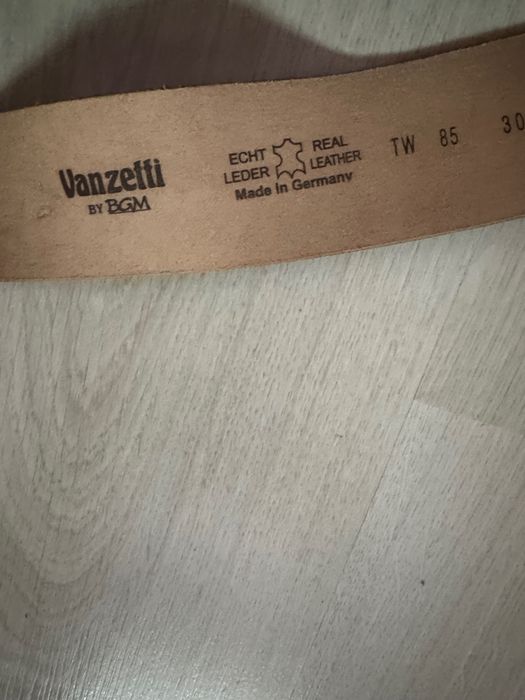 Vanzetti
BY BGM
ECHT LEDER
REAL LEATHER
Made in Germany
TW 85 30